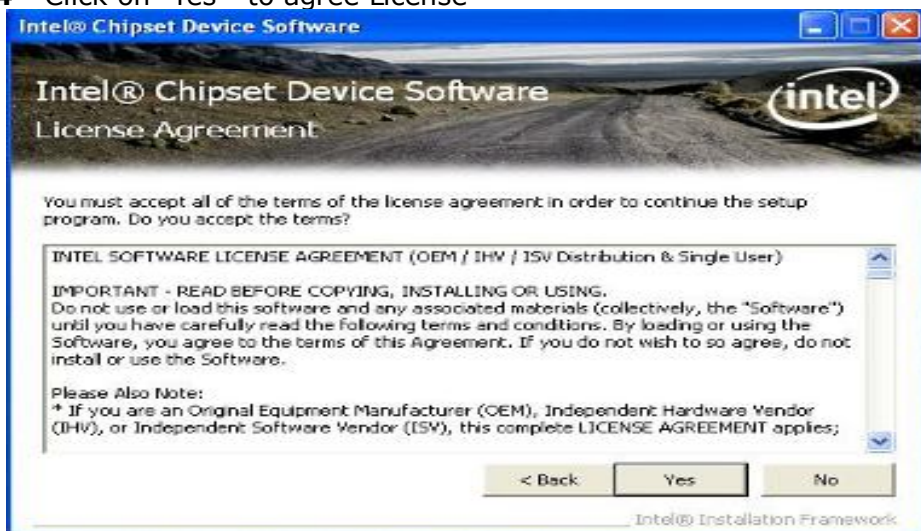 Click on "Yes" to agree License
Intel® Chipset Device Software
Intel® Chipset Device Software
intel
License Agreement
You must accept all of the terms of the license agreement in order to continue the setup
program. Do you accept the terms?
INTEL SOFTWARE LICENSE AGREEMENT (OEM / IHV / ISV Distribution & Single User)
IMPORTANT - READ BEFORE COPYING, INSTALLING OR USING.
Do not use or load this software and any associated materials (collectively, the "Software")
until you have carefully read the following terms and conditions. By loading or using the
Software, you agree to the terms of this Agreement. If you do not wish to so agree, do not
install or use the Software.
Please Also Note:
* If you are an Original Equipment Manufacturer (OEM), Independent Hardware Vendor
(IHV), or Independent Software Vendor (ISV), this complete LICENSE AGREEMENT applies;
< Back Yes No
Intel® Installation Framework